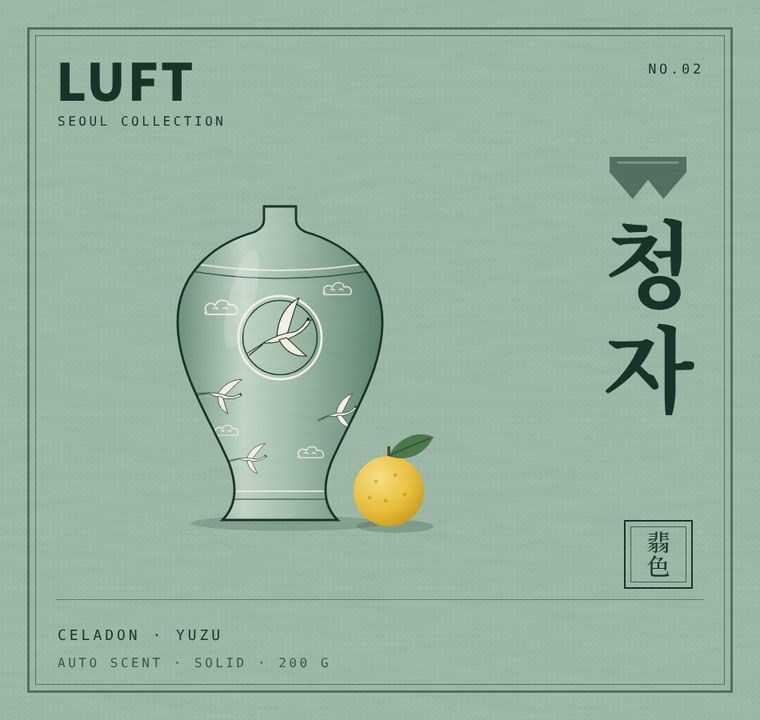 LUFT
SEOUL COLLECTION
NO.02
청자
翡色
CELADON · YUZU
AUTO SCENT · SOLID · 200 G